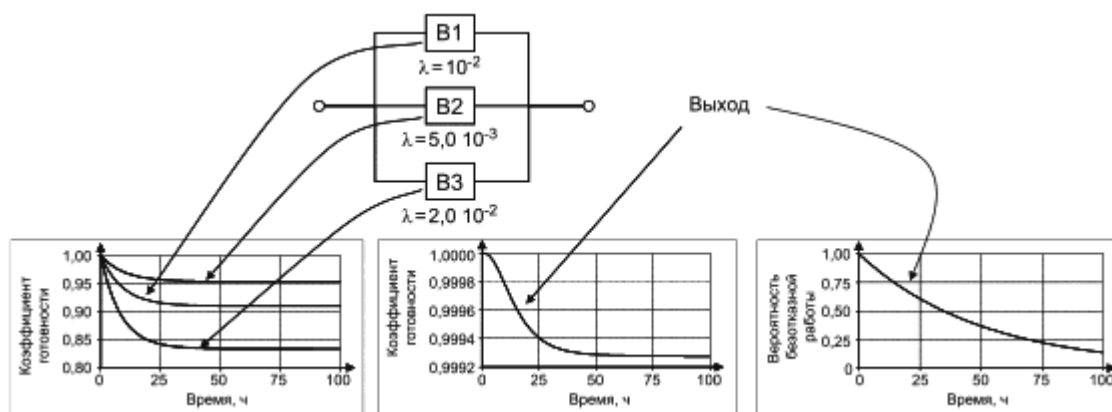 B1
λ=10⁻²
B2
λ=5,0 10⁻³
B3
λ=2,0 10⁻²
Выход
Коэффициент
готовности
1,00
0,95
0,90
0,85
0,80
0
25
50
75
100
Время, ч
Коэффициент
готовности
1,0000
0,9998
0,9996
0,9994
0,9992
0
25
50
75
100
Время, ч
Вероятность
безотказной
работы
1,00
0,75
0,50
0,25
0
0
25
50
75
100
Время, ч